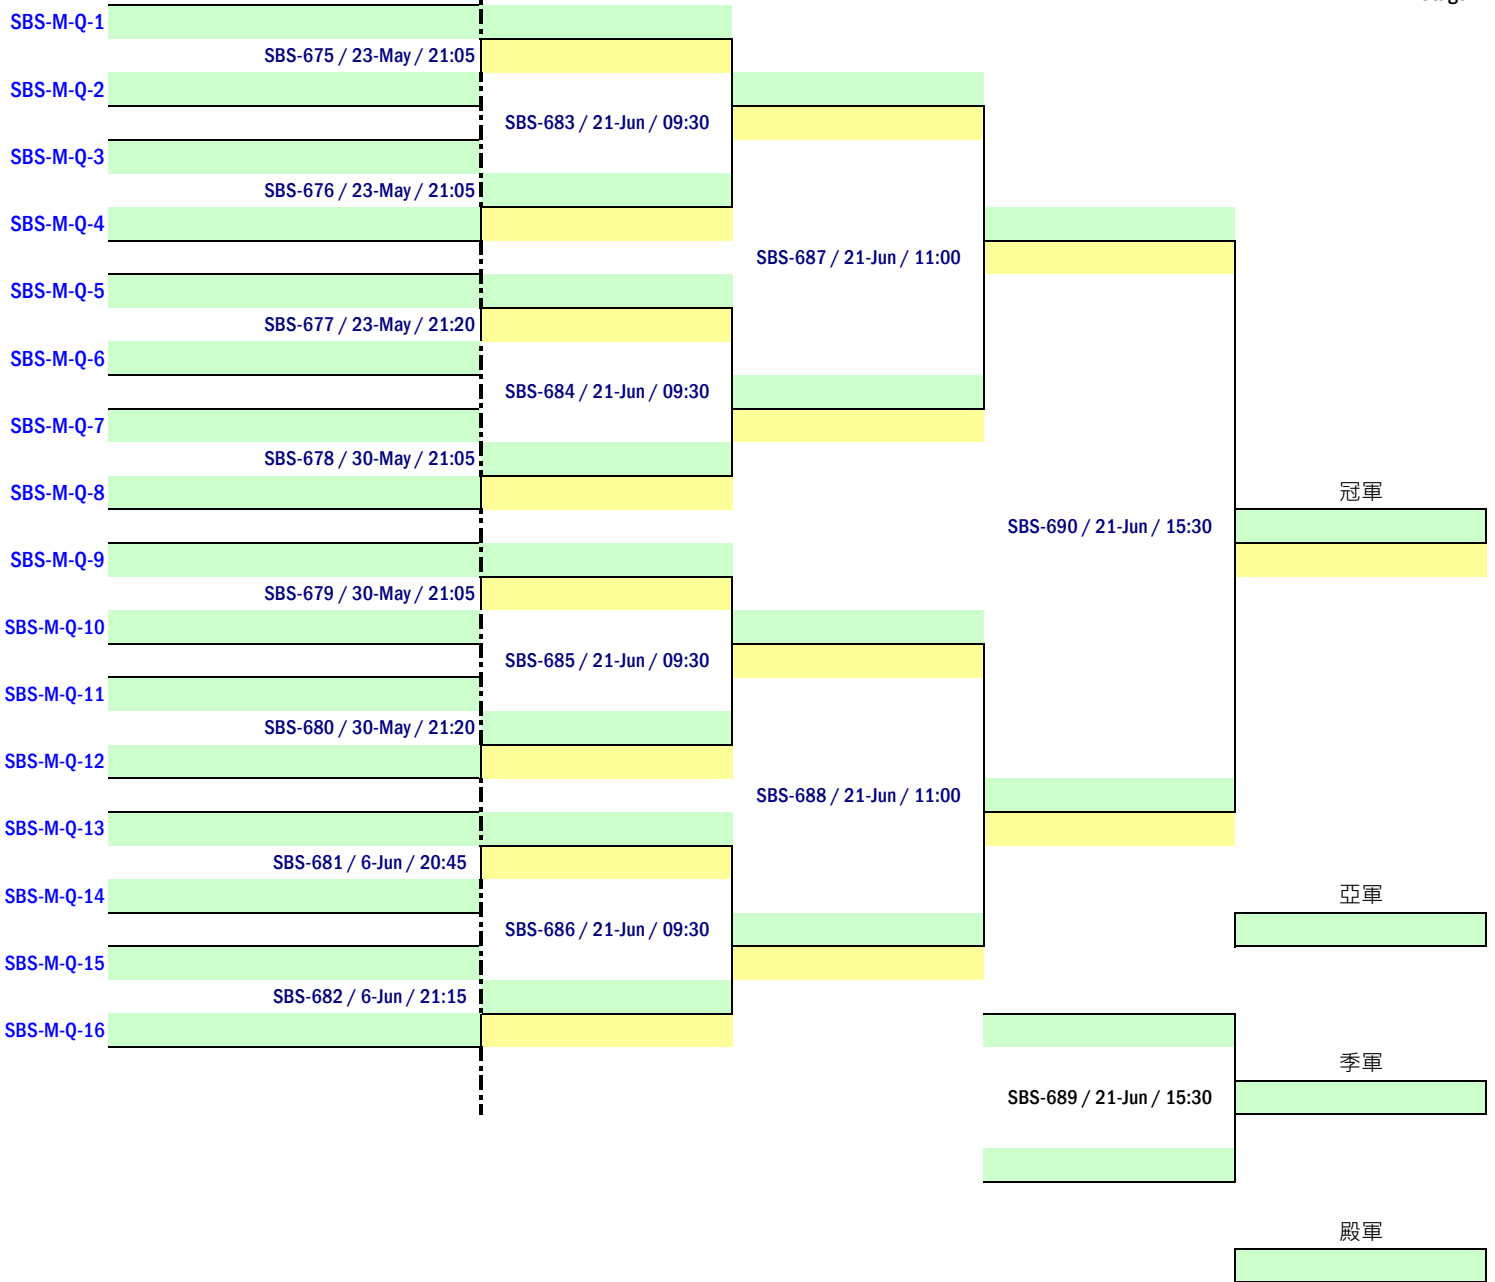 SBS-M-Q-1
SBS-675 / 23-May / 21:05
SBS-M-Q-2
SBS-683 / 21-Jun / 09:30
SBS-M-Q-3
SBS-676 / 23-May / 21:05
SBS-M-Q-4
SBS-687 / 21-Jun / 11:00
SBS-M-Q-5
SBS-677 / 23-May / 21:20
SBS-M-Q-6
SBS-684 / 21-Jun / 09:30
SBS-M-Q-7
SBS-678 / 30-May / 21:05
SBS-M-Q-8
冠軍
SBS-690 / 21-Jun / 15:30
SBS-M-Q-9
SBS-679 / 30-May / 21:05
SBS-M-Q-10
SBS-685 / 21-Jun / 09:30
SBS-M-Q-11
SBS-680 / 30-May / 21:20
SBS-M-Q-12
SBS-688 / 21-Jun / 11:00
SBS-M-Q-13
SBS-681 / 6-Jun / 20:45
SBS-M-Q-14
亞軍
SBS-686 / 21-Jun / 09:30
SBS-M-Q-15
SBS-682 / 6-Jun / 21:15
SBS-M-Q-16
季軍
SBS-689 / 21-Jun / 15:30
殿軍